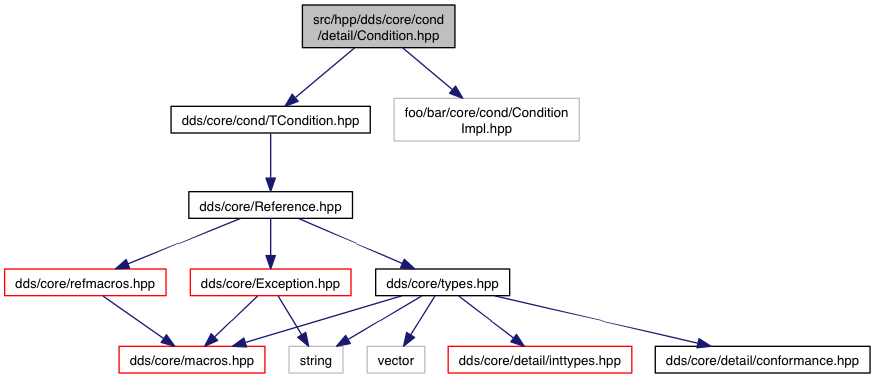 src/hpp/dds/core/cond
/detail/Condition.hpp
dds/core/cond/TCondition.hpp
foo/bar/core/cond/Condition
Impl.hpp
dds/core/Reference.hpp
dds/core/refmacros.hpp
dds/core/Exception.hpp
dds/core/types.hpp
dds/core/macros.hpp
string
vector
dds/core/detail/inttypes.hpp
dds/core/detail/conformance.hpp